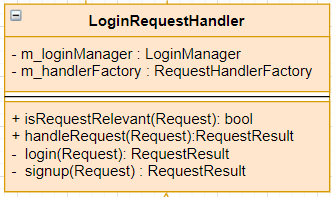 LoginRequestHandler
- m_loginManager : LoginManager
- m_handlerFactory : RequestHandlerFactory
+ isRequestRelevant(Request): bool
+ handleRequest(Request):RequestResult
- login(Request): RequestResult
- signup(Request) : RequestResult